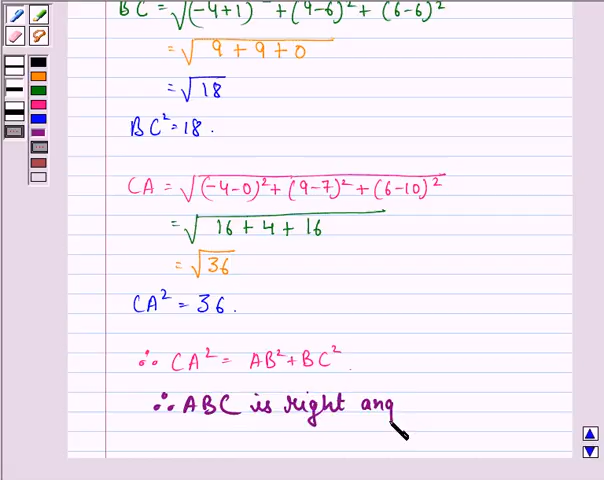 BC = √(-4+1)² + (9-6)² + (6-6)²
= √9 + 9 + 0
= √18
BC² = 18.
CA = √(-4-0)² + (9-7)² + (6-10)²
= √16 + 4 + 16
= √36
CA² = 36.
∴ CA² = AB² + BC².
∴ ABC is right ang